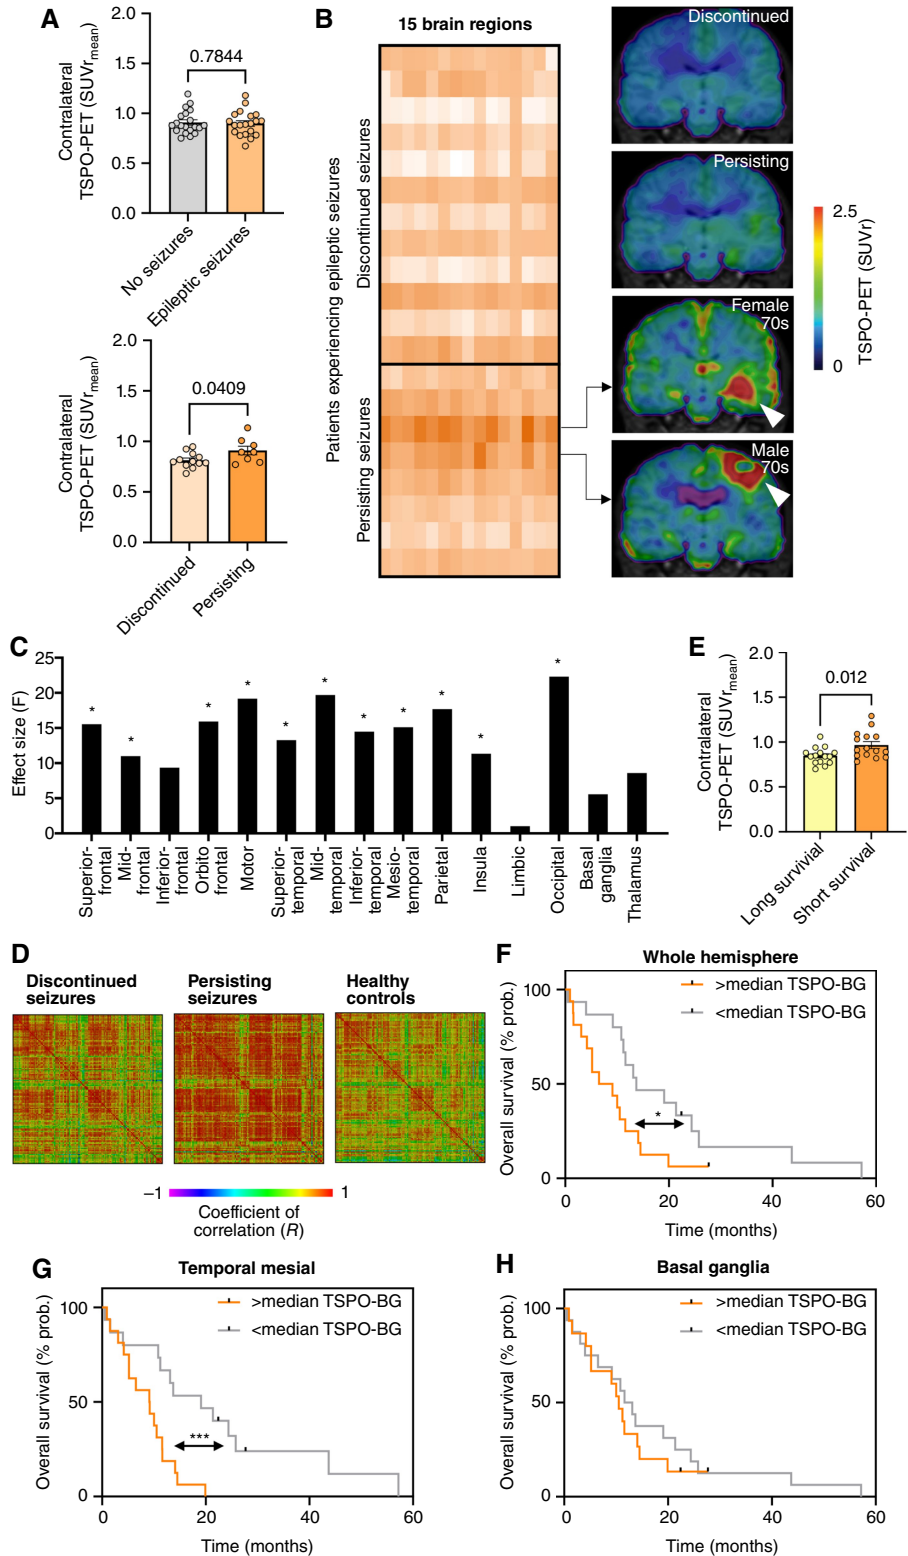 A
Contralateral
TSPO-PET (SUVr mean)
2.0
1.5
1.0
0.5
0.0
0.7844
No seizures
Epileptic seizures
Contralateral
TSPO-PET (SUVr mean)
2.0
1.5
1.0
0.5
0.0
0.0409
Discontinued
Persisting
B
15 brain regions
Patients experiencing epileptic seizures
Discontinued seizures
Persisting seizures
Discontinued
Persisting
Female
70s
Male
70s
2.5
0
TSPO-PET (SUVr)
C
Effect size (F)
25
20
15
10
5
0
*
*
*
*
*
*
*
*
*
*
*
Superior-
frontal
Mid-
frontal
Inferior-
frontal
Orbito
frontal
Motor
Superior-
temporal
Mid-
temporal
Inferior-
temporal
Mesio-
temporal
Parietal
Insula
Limbic
Occipital
Basal
ganglia
Thalamus
E
Contralateral
TSPO-PET (SUVr mean)
2.0
1.5
1.0
0.5
0.0
0.012
Long survivial
Short survival
D
Discontinued
seizures
Persisting
seizures
Healthy
controls
–1
1
Coefficient of
correlation (R)
F
Whole hemisphere
Overall survival (% prob.)
100
50
0
>median TSPO-BG
<median TSPO-BG
*
0
20
40
60
Time (months)
G
Temporal mesial
Overall survival (% prob.)
100
50
0
>median TSPO-BG
<median TSPO-BG
***
0
20
40
60
Time (months)
H
Basal ganglia
Overall survival (% prob.)
100
50
0
>median TSPO-BG
<median TSPO-BG
0
20
40
60
Time (months)